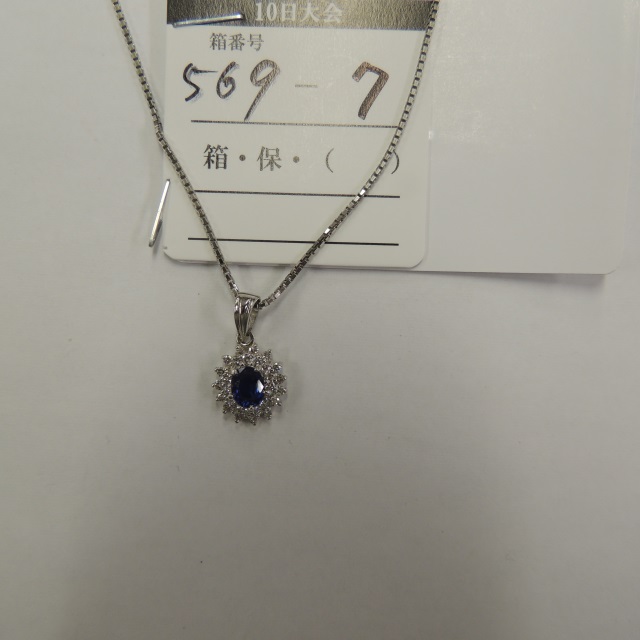 10日大会
箱番号
569-7
箱・保・( )